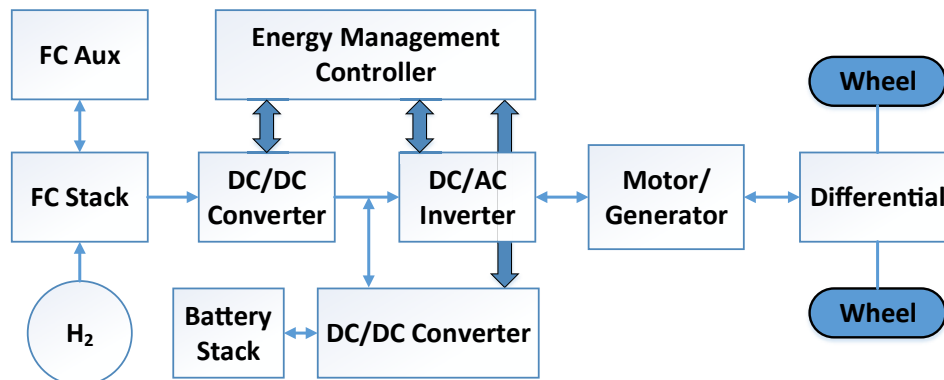 FC Aux
Energy Management
Controller
Wheel
FC Stack
DC/DC
Converter
DC/AC
Inverter
Motor/
Generator
Differential
H₂
Battery
Stack
DC/DC Converter
Wheel